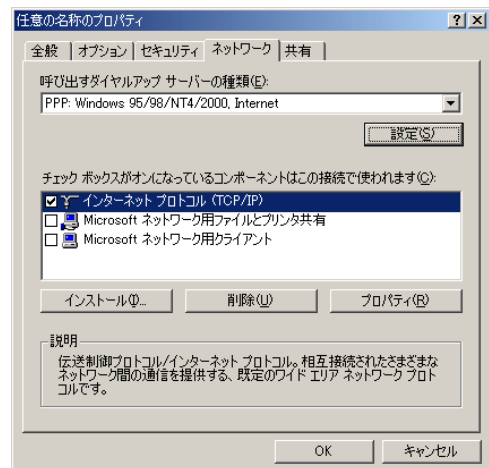 任意の名称のプロパティ
全般 オプション セキュリティ ネットワーク 共有
呼び出すダイヤルアップ サーバーの種類(E):
PPP: Windows 95/98/NT4/2000, Internet
設定(S)
チェック ボックスがオンになっているコンポーネントはこの接続で使われます(C):
インターネット プロトコル (TCP/IP)
Microsoft ネットワーク用ファイルとプリンタ共有
Microsoft ネットワーク用クライアント
インストール(I)... 削除(U) プロパティ(R)
説明
伝送制御プロトコル/インターネット プロトコル。相互接続されたさまざまな
ネットワーク間の通信を提供する、既定のワイド エリア ネットワーク プロト
コルです。
OK キャンセル